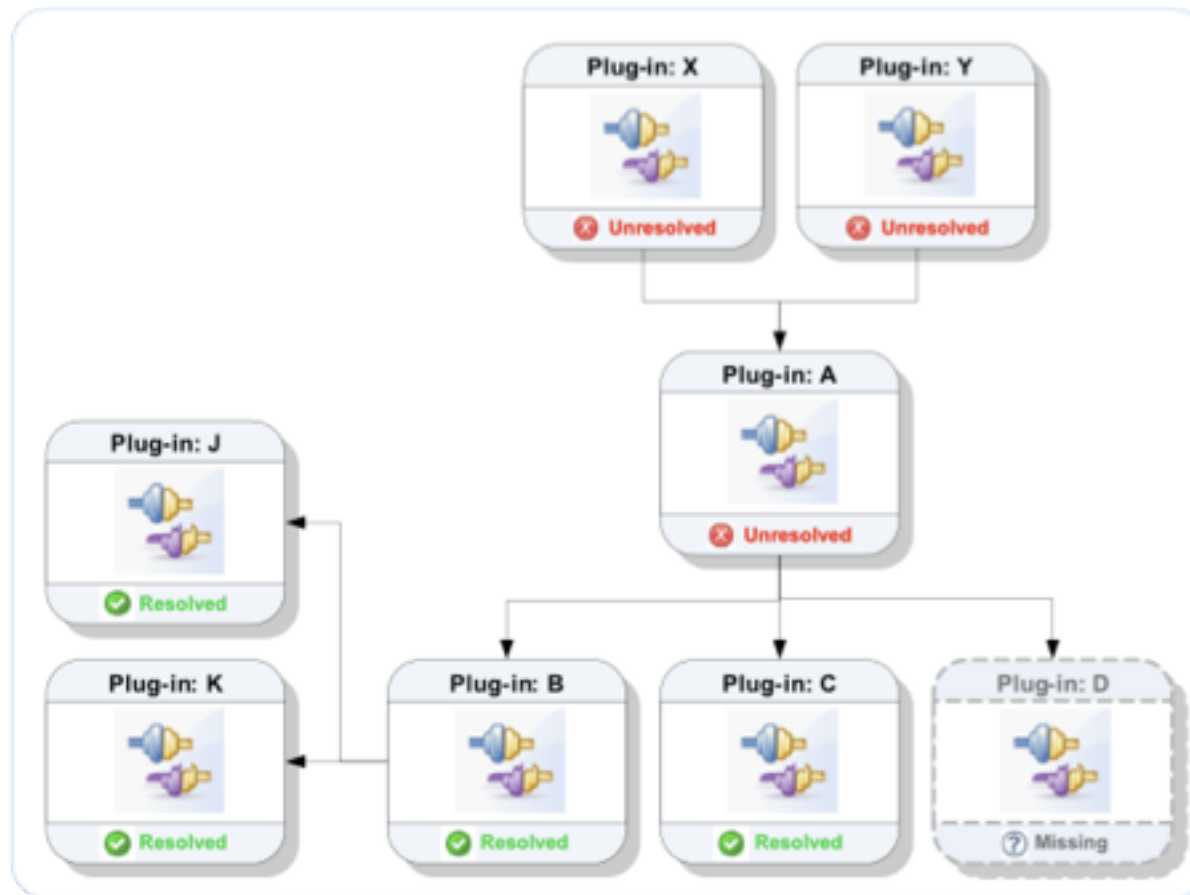 Plug-in: X
Unresolved
Plug-in: Y
Unresolved
Plug-in: A
Unresolved
Plug-in: J
Resolved
Plug-in: K
Resolved
Plug-in: B
Resolved
Plug-in: C
Resolved
Plug-in: D
Missing